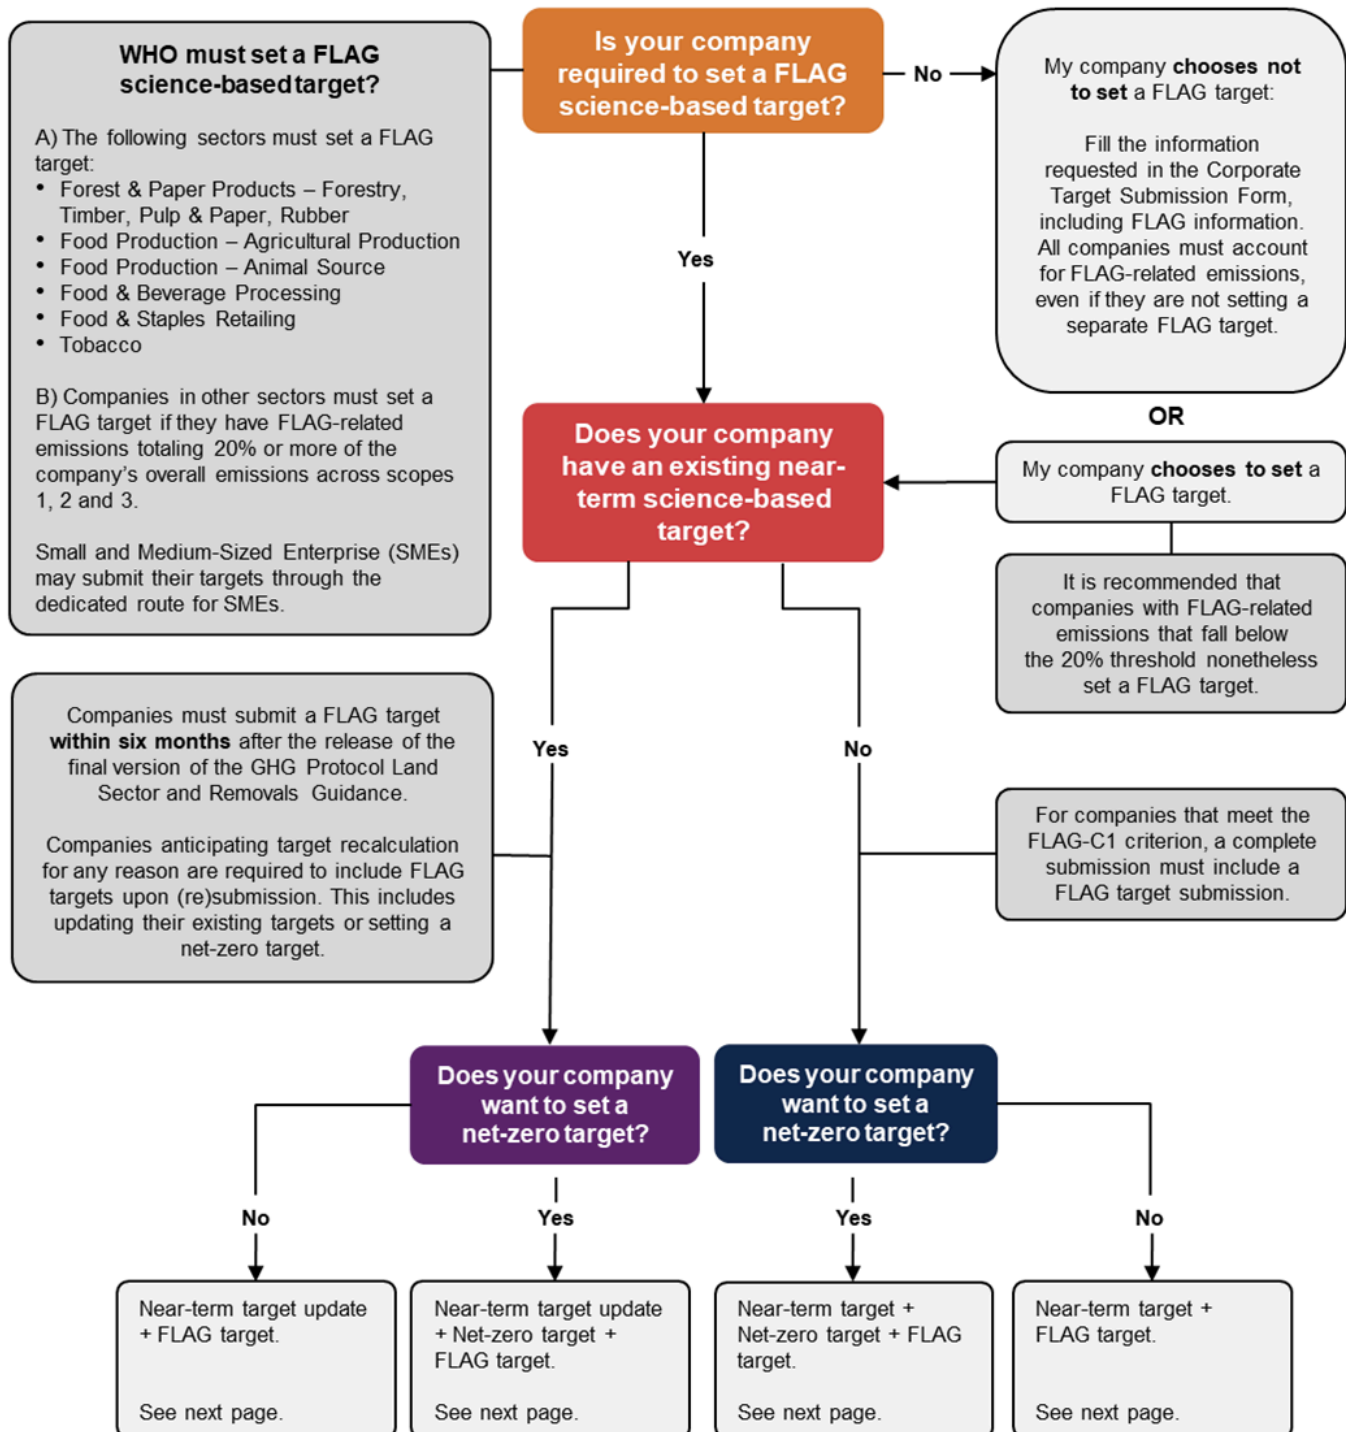 WHO must set a FLAG
science-based target?
A) The following sectors must set a FLAG
target:
• Forest & Paper Products – Forestry,
Timber, Pulp & Paper, Rubber
• Food Production – Agricultural Production
• Food Production – Animal Source
• Food & Beverage Processing
• Food & Staples Retailing
• Tobacco
B) Companies in other sectors must set a
FLAG target if they have FLAG-related
emissions totaling 20% or more of the
company's overall emissions across scopes
1, 2 and 3.
Small and Medium-Sized Enterprise (SMEs)
may submit their targets through the
dedicated route for SMEs.
Is your company
required to set a FLAG
science-based target?
No
My company chooses not
to set a FLAG target:
Fill the information
requested in the Corporate
Target Submission Form,
including FLAG information.
All companies must account
for FLAG-related emissions,
even if they are not setting a
separate FLAG target.
OR
My company chooses to set a
FLAG target.
It is recommended that
companies with FLAG-related
emissions that fall below
the 20% threshold nonetheless
set a FLAG target.
Yes
Does your company
have an existing near-
term science-based
target?
Companies must submit a FLAG target
within six months after the release of the
final version of the GHG Protocol Land
Sector and Removals Guidance.
Companies anticipating target recalculation
for any reason are required to include FLAG
targets upon (re)submission. This includes
updating their existing targets or setting a
net-zero target.
Yes
No
For companies that meet the
FLAG-C1 criterion, a complete
submission must include a
FLAG target submission.
Does your company
want to set a
net-zero target?
Does your company
want to set a
net-zero target?
No
Yes
Yes
No
Near-term target update
+ FLAG target.
See next page.
Near-term target update
+ Net-zero target +
FLAG target.
See next page.
Near-term target +
Net-zero target + FLAG
target.
See next page.
Near-term target +
FLAG target.
See next page.